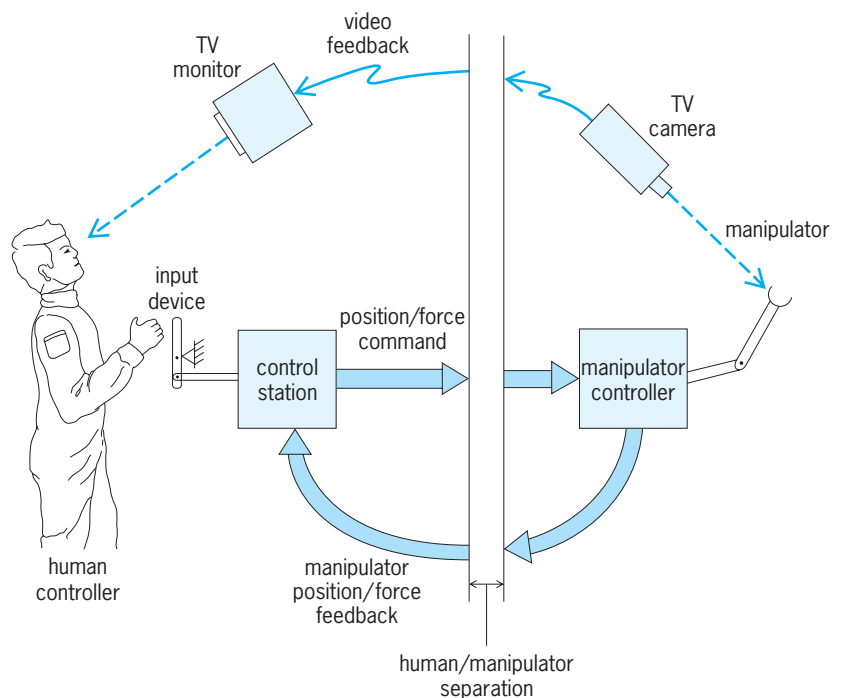 video
feedback
TV
monitor
TV
camera
manipulator
input
device
position/force
command
control
station
manipulator
controller
human
controller
manipulator
position/force
feedback
human/manipulator
separation